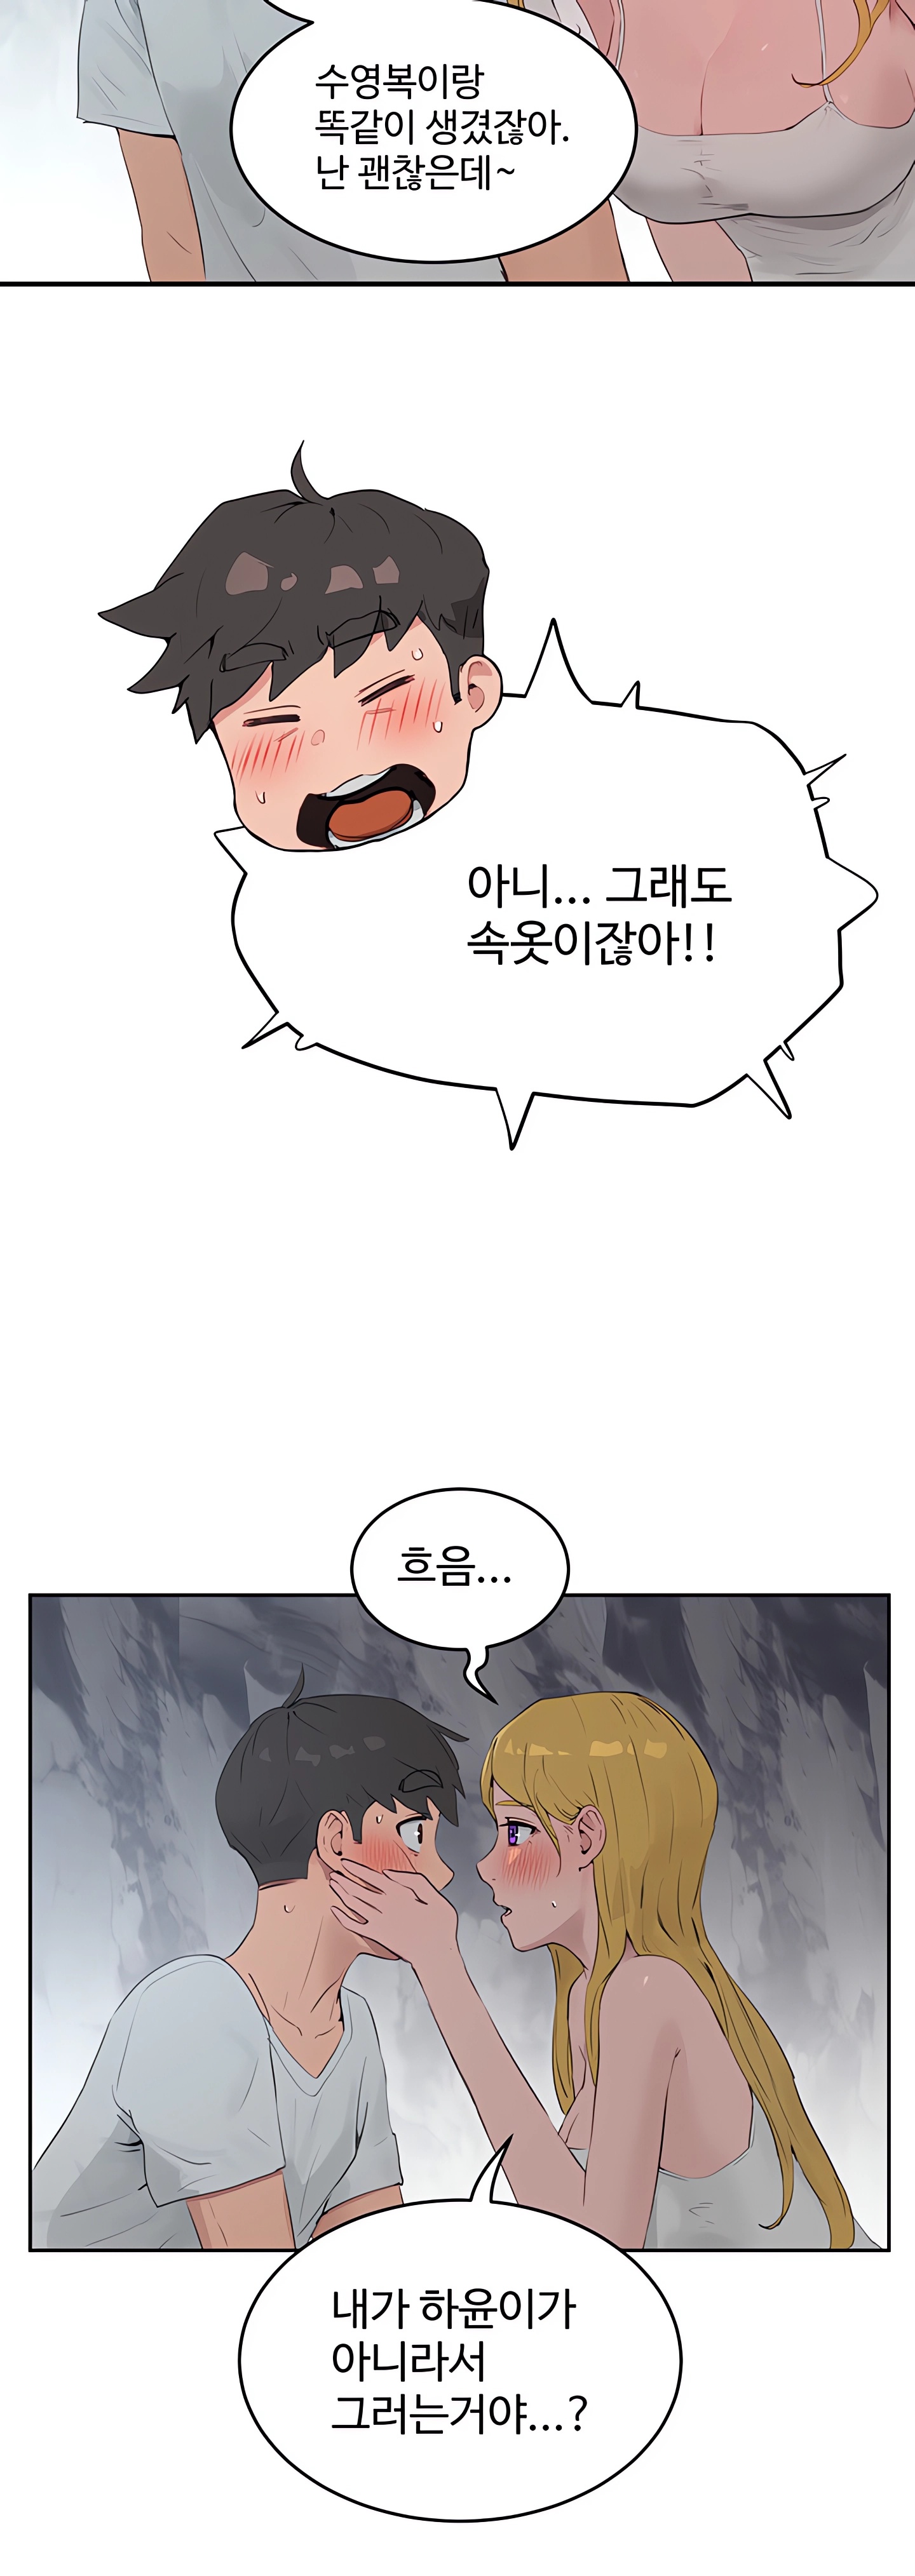 수영복이랑
똑같이 생겼잖아.
난 괜찮은데~
아니... 그래도
속옷이잖아!!
흐음...
내가 하윤이가
아니라서
그러는거야...?